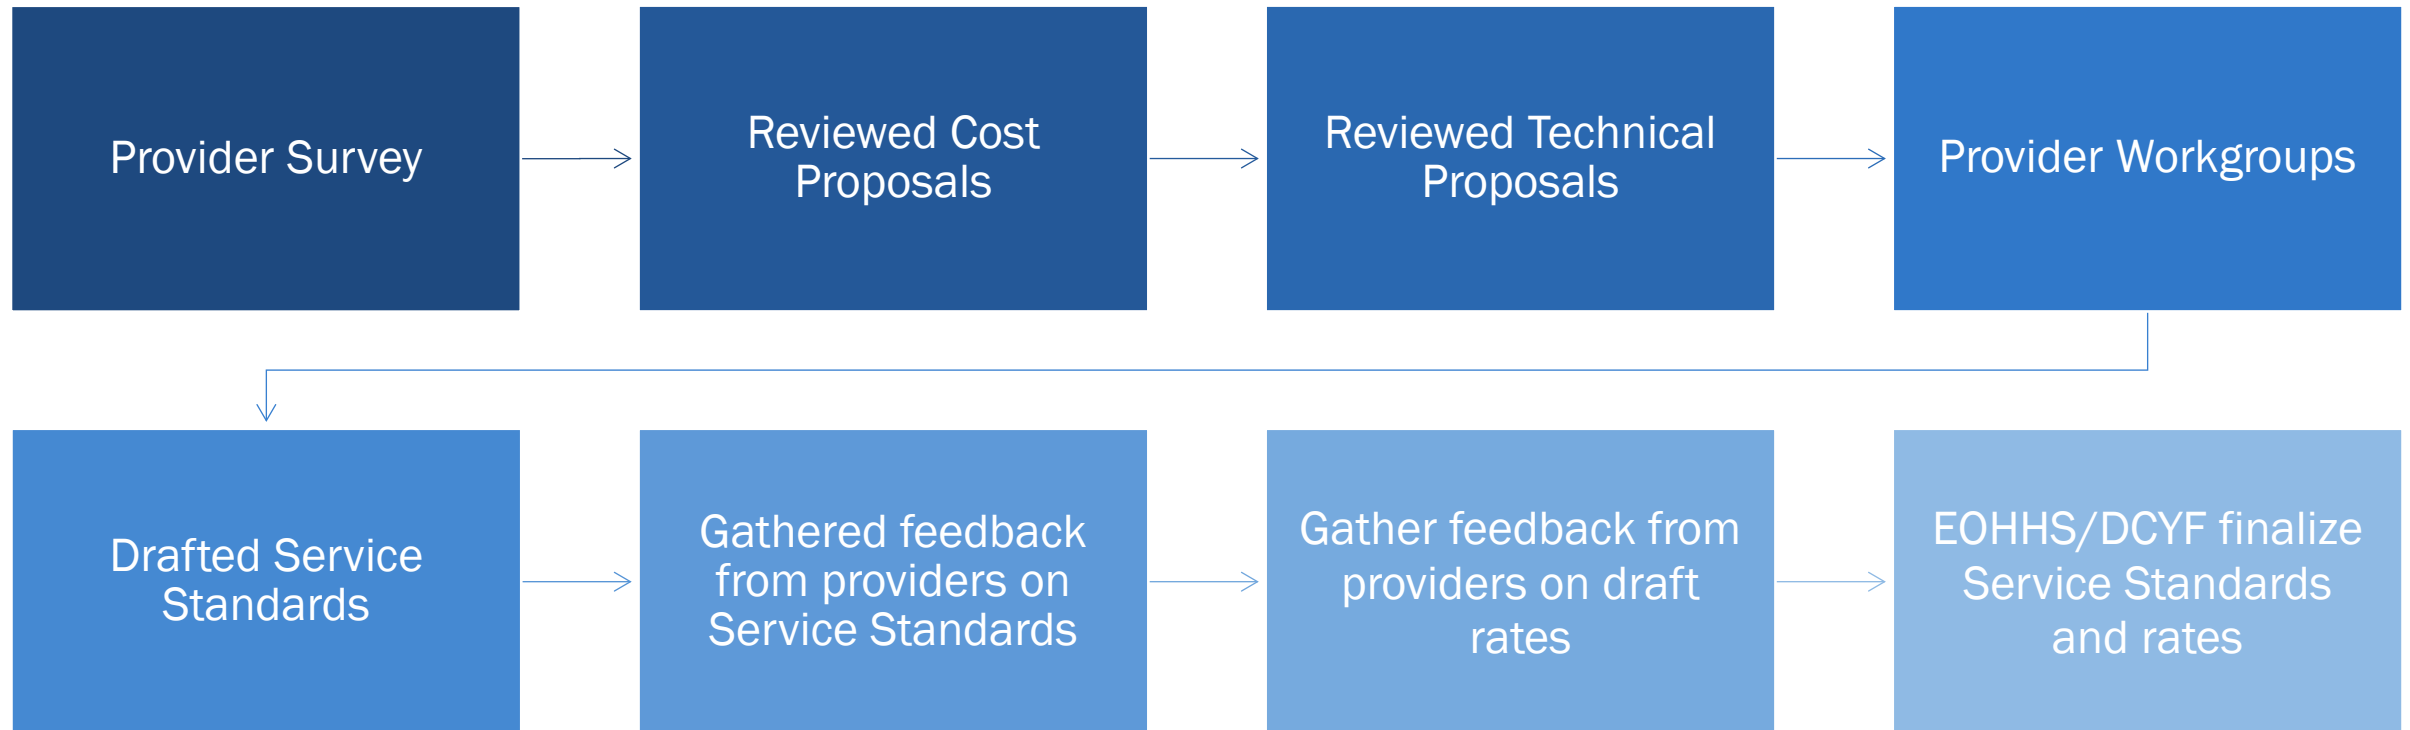 Provider Survey
Reviewed Cost
Proposals
Reviewed Technical
Proposals
Provider Workgroups
Drafted Service
Standards
Gathered feedback
from providers on
Service Standards
Gather feedback from
providers on draft
rates
EOHHS/DCYF finalize
Service Standards
and rates